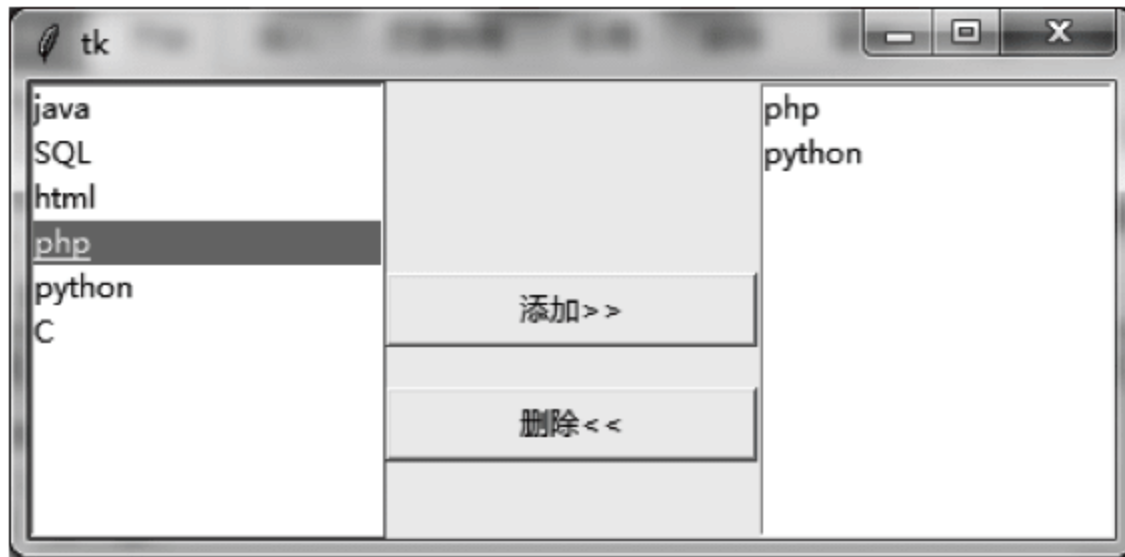 tk
java
SQL
html
php
python
C
添加>>
删除<<
php
python